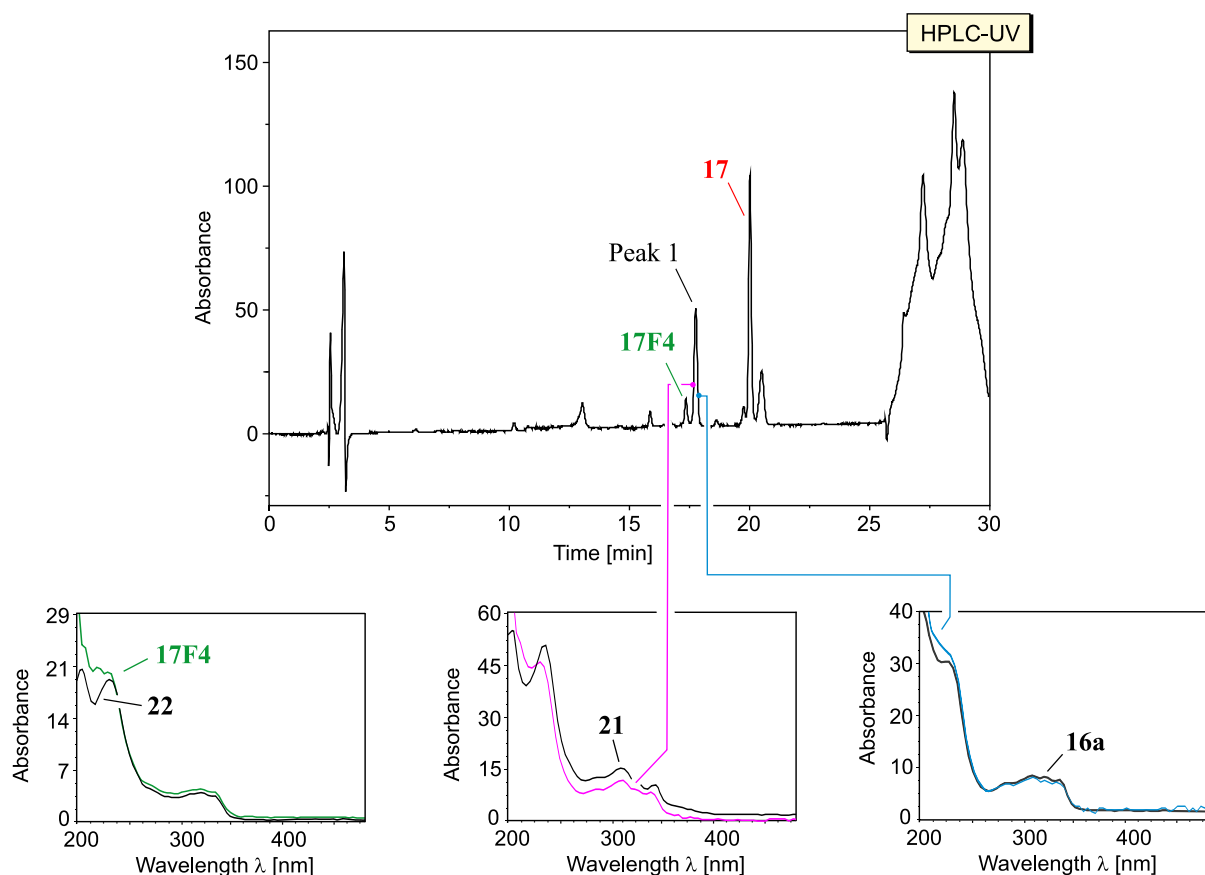 HPLC-UV
150
100
50
0
Absorbance
17
Peak 1
17F4
0 5 10 15 20 25 30
Time [min]
29
21
14
7
0
Absorbance
17F4
22
200 300 400
Wavelength λ [nm]
60
45
30
15
0
Absorbance
21
200 300 400
Wavelength λ [nm]
40
30
20
10
0
Absorbance
16a
200 300 400
Wavelength λ [nm]